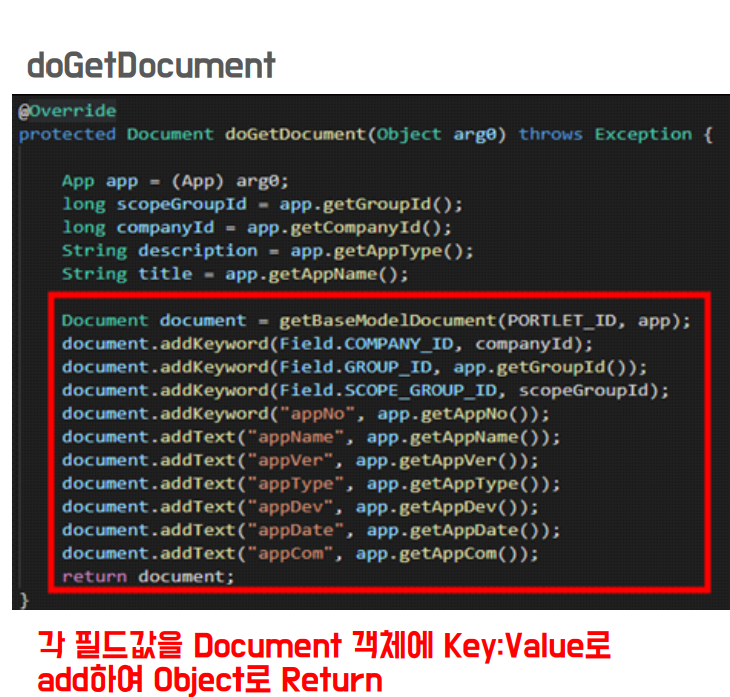 doGetDocument
@Override
protected Document doGetDocument(Object arg0) throws Exception {
App app = (App) arg0;
long scopeGroupId = app.getGroupId();
long companyId = app.getCompanyId();
String description = app.getAppType();
String title = app.getAppName();
Document document = getBaseModelDocument(PORTLET_ID, app);
document.addKeyword(Field.COMPANY_ID, companyId);
document.addKeyword(Field.GROUP_ID, app.getGroupId());
document.addKeyword(Field.SCOPE_GROUP_ID, scopeGroupId);
document.addKeyword("appNo", app.getAppNo());
document.addText("appName", app.getAppName());
document.addText("appVer", app.getAppVer());
document.addText("appType", app.getAppType());
document.addText("appDev", app.getAppDev());
document.addText("appDate", app.getAppDate());
document.addText("appCom", app.getAppCom());
return document;
}
각 필드값을 Document 객체에 Key:Value로
add하여 Object로 Return